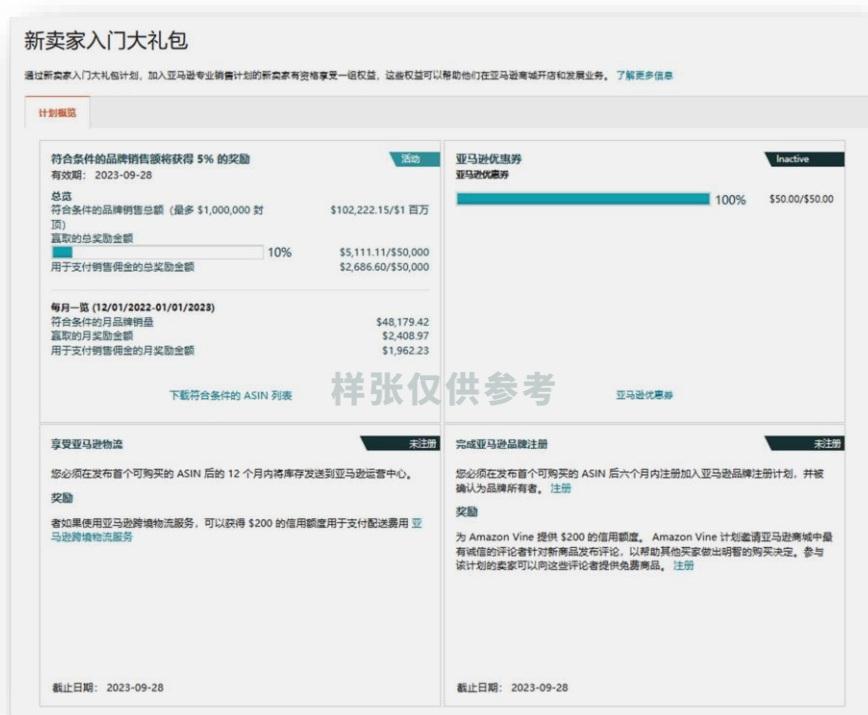 新卖家入门大礼包
通过新卖家入门大礼包计划，加入亚马逊专业销售计划的新卖家有资格享受一组权益，这些权益可以帮助他们在亚马逊商城开店和发展业务。 了解更多信息
计划概览
符合条件的品牌销售额将获得 5% 的奖励
活动
有效期： 2023-09-28
总览
符合条件的品牌销售总额（最多 $1,000,000 封
顶）
$102,222.15/$1 百万
赢取的总奖励金额
10%
$5,111.11/$50,000
用于支付销售佣金的总奖励金额
$2,686.60/$50,000
每月一览 (12/01/2022-01/01/2023)
符合条件的月品牌销量
$48,179.42
赢取的月奖励金额
$2,408.97
用于支付销售佣金的月奖励金额
$1,962.23
下载符合条件的 ASIN 列表
亚马逊优惠券
Inactive
亚马逊优惠券
100%
$50.00/$50.00
亚马逊优惠券
样张仅供参考
享受亚马逊物流
未注册
您必须在发布首个可购买的 ASIN 后的 12 个月内将库存发送到亚马逊运营中心。
奖励
者如果使用亚马逊跨境物流服务，可以获得 $200 的信用额度用于支付配送费用 亚
马逊跨境物流服务
截止日期： 2023-09-28
完成亚马逊品牌注册
未注册
您必须在发布首个可购买的 ASIN 后六个月内注册加入亚马逊品牌注册计划，并被
确认为品牌所有者。 注册
奖励
为 Amazon Vine 提供 $200 的信用额度。 Amazon Vine 计划邀请亚马逊商城中最
有诚信的评论者针对新商品发布评论，以帮助其他买家做出明智的购买决定。参与
该计划的卖家可以向这些评论者提供免费商品。 注册
截止日期： 2023-09-28